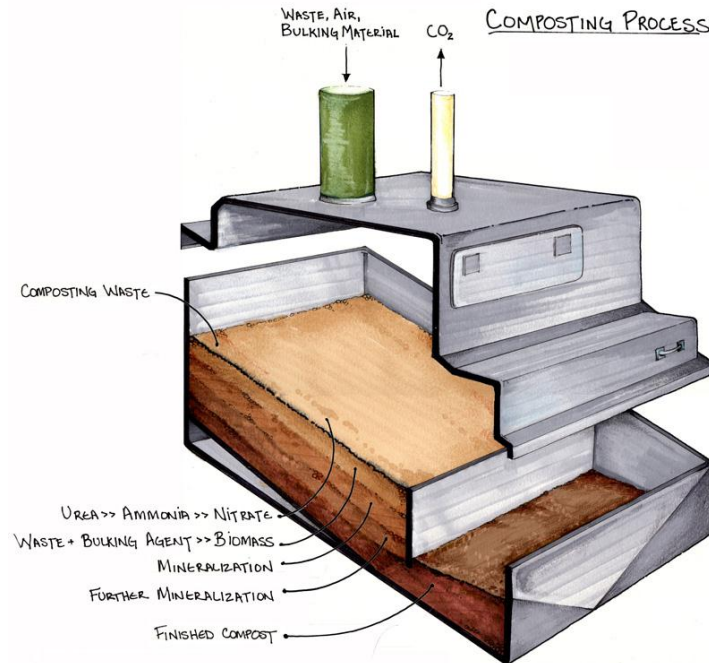 WASTE, AIR,
BULKING MATERIAL
CO₂
COMPOSTING PROCESS
COMPOSTING WASTE
UREA >> AMMONIA >> NITRATE
WASTE + BULKING AGENT >> BIOMASS
MINERALIZATION
FURTHER MINERALIZATION
FINISHED COMPOST